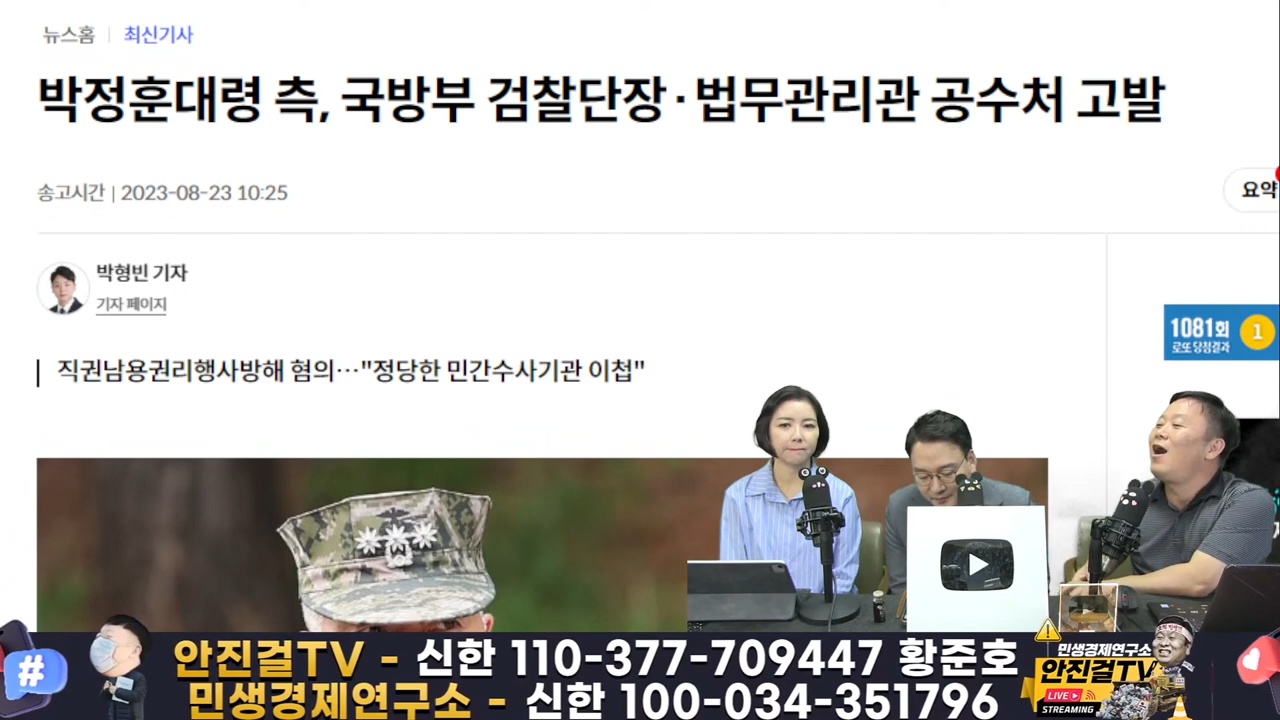 뉴스홈 | 최신기사
박정훈대령 측, 국방부 검찰단장·법무관리관 공수처 고발
송고시간 | 2023-08-23 10:25
요약
박형빈 기자
기자 페이지
1081회 1
로또 당첨결과
직권남용권리행사방해 혐의…"정당한 민간수사기관 이첩"
#
안진걸TV - 신한 110-377-709447 황준호
민생경제연구소 - 신한 100-034-351796
민생경제연구소
안진걸TV
LIVE
STREAMING